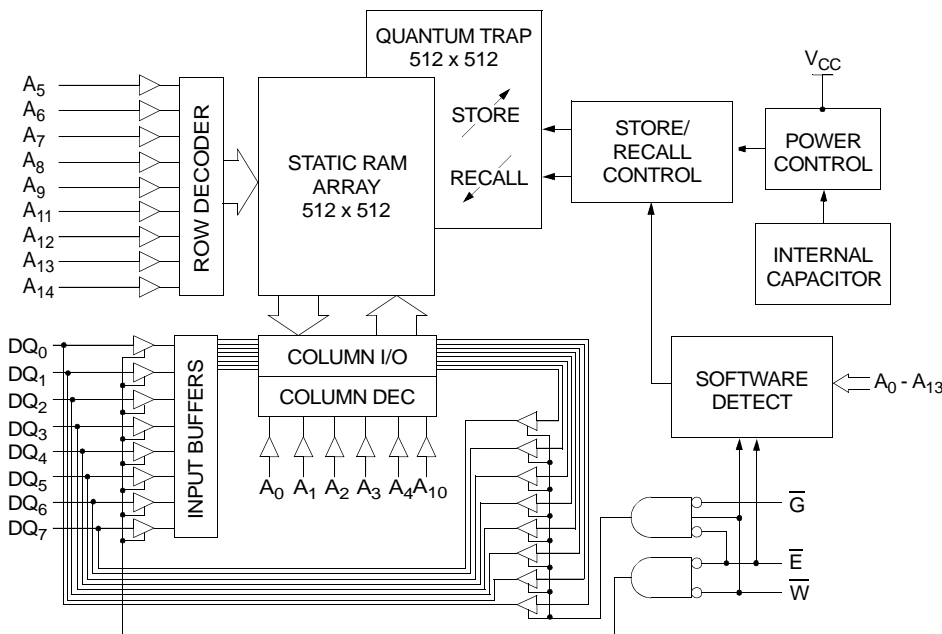 QUANTUM TRAP
512 x 512
STORE
RECALL
V_CC
A_5
A_6
A_7
A_8
A_9
A_11
A_12
A_13
A_14
ROW DECODER
STATIC RAM
ARRAY
512 x 512
STORE/
RECALL
CONTROL
POWER
CONTROL
INTERNAL
CAPACITOR
DQ_0
DQ_1
DQ_2
DQ_3
DQ_4
DQ_5
DQ_6
DQ_7
INPUT BUFFERS
COLUMN I/O
COLUMN DEC
A_0 A_1 A_2 A_3 A_4 A_10
SOFTWARE
DETECT
A_0 - A_13
G̅
E̅
W̅